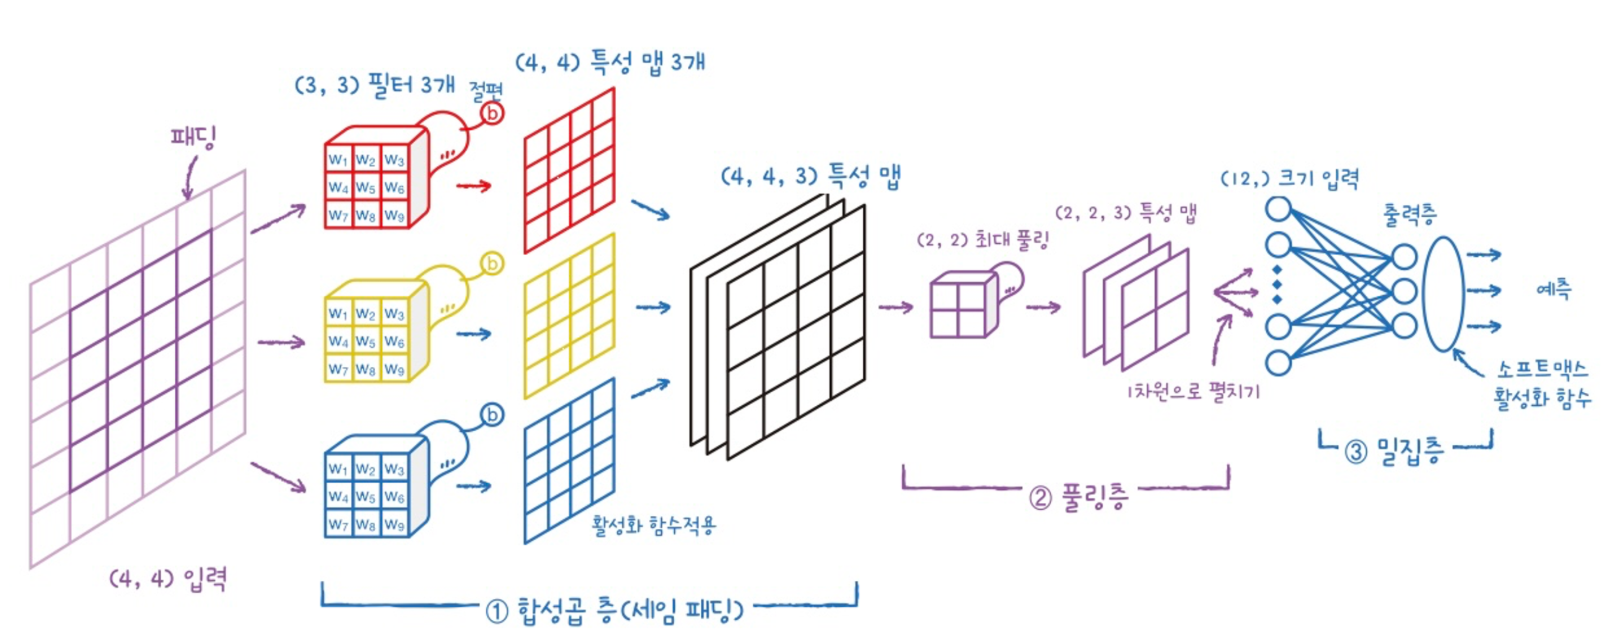 패딩
(4, 4) 입력
(3, 3) 필터 3개
절편
b
W1 W2 W3
W4 W5 W6
W7 W8 W9
b
W1 W2 W3
W4 W5 W6
W7 W8 W9
b
W1 W2 W3
W4 W5 W6
W7 W8 W9
(4, 4) 특성 맵 3개
활성화 함수적용
(4, 4, 3) 특성 맵
① 합성곱 층(세임 패딩)
(2, 2) 최대 풀링
(2, 2, 3) 특성 맵
1차원으로 펼치기
② 풀링층
(12,) 크기 입력
출력층
예측
소프트맥스
활성화 함수
③ 밀집층